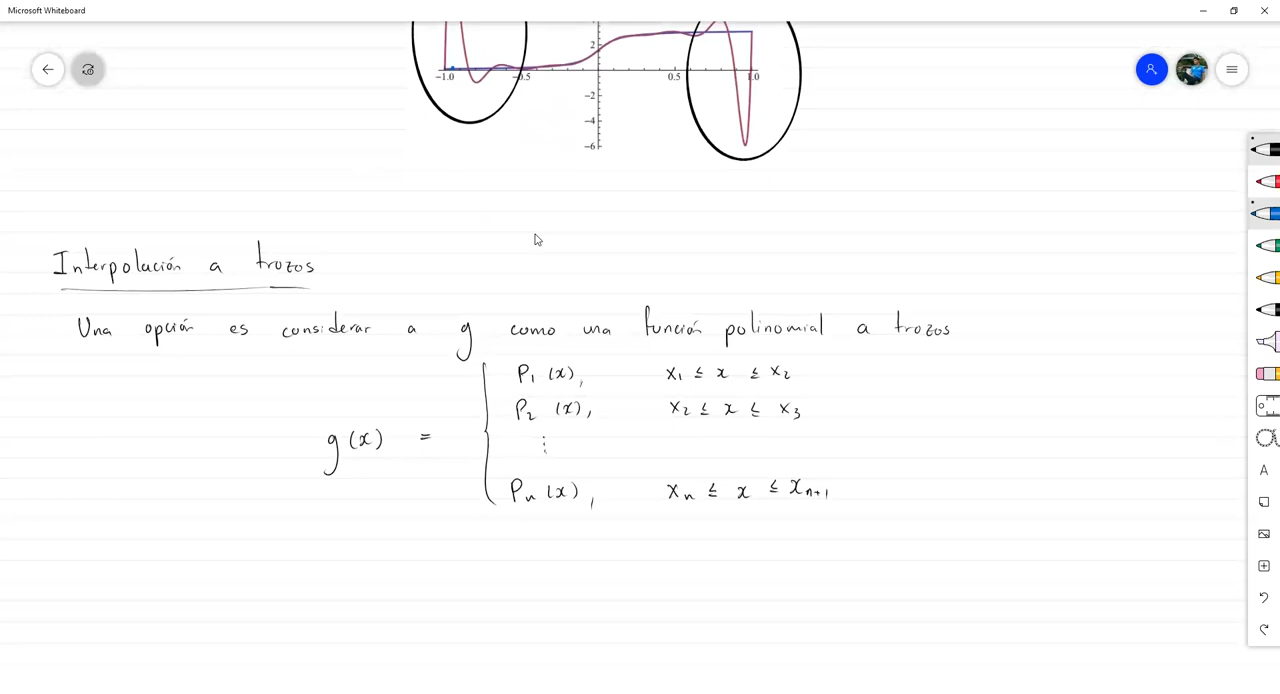 Microsoft Whiteboard
2
-1.0 -0.5 0.5 1.0
-2
-4
-6
Interpolación a trozos
Una opción es considerar a g como una función polinomial a trozos
P₁(x), x₁ ≤ x ≤ x₂
P₂(x), x₂ ≤ x ≤ x₃
g(x) = ⋮
Pₙ(x), xₙ ≤ x ≤ xₙ₊₁
A